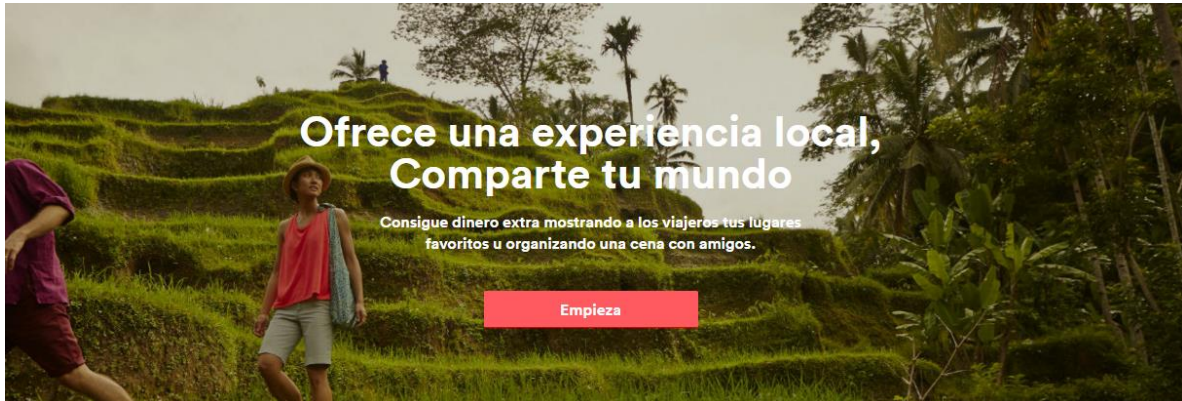 Ofrece una experiencia local,
Comparte tu mundo
Consigue dinero extra mostrando a los viajeros tus lugares
favoritos u organizando una cena con amigos.
Empieza